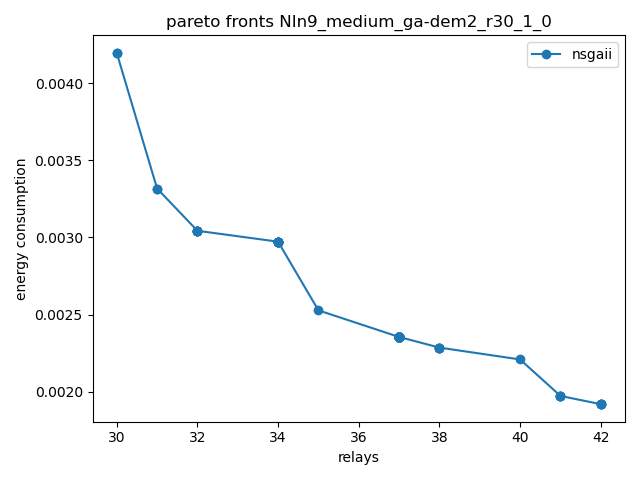 pareto fronts NIn9_medium_ga-dem2_r30_1_0
nsgaii
energy consumption
0.0040
0.0035
0.0030
0.0025
0.0020
30 32 34 36 38 40 42
relays